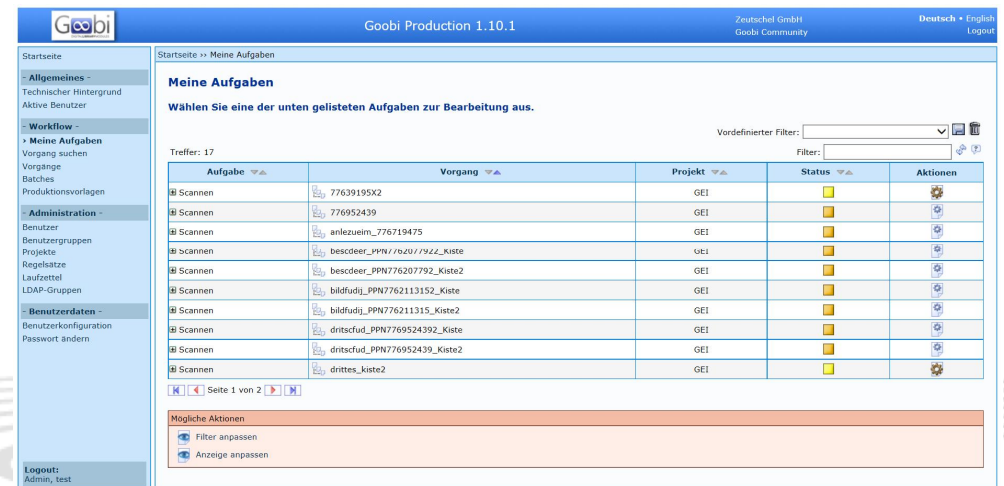 Goobi
Goobi Production 1.10.1
Zeutschel GmbH
Goobi Community
Deutsch • English
Logout
Startseite
- Allgemeines -
Technischer Hintergrund
Aktive Benutzer
- Workflow -
› Meine Aufgaben
Vorgang suchen
Vorgänge
Batches
Produktionsvorlagen
- Administration -
Benutzer
Benutzergruppen
Projekte
Regelsätze
Laufzettel
LDAP-Gruppen
- Benutzerdaten -
Benutzerkonfiguration
Passwort ändern
Logout:
Admin, test
Startseite ›› Meine Aufgaben
Meine Aufgaben
Wählen Sie eine der unten gelisteten Aufgaben zur Bearbeitung aus.
Vordefinierter Filter:
Treffer: 17
Filter:
Aufgabe Vorgang Projekt Status Aktionen
Scannen 77639195X2 GEI
Scannen 776952439 GEI
Scannen anlezueim_776719475 GEI
Scannen bescdeer_PPN7762077922_Kiste GEI
Scannen bescdeer_PPN776207792_Kiste2 GEI
Scannen bildfudij_PPN7762113152_Kiste GEI
Scannen bildfudij_PPN776211315_Kiste2 GEI
Scannen dritscfud_PPN7769524392_Kiste GEI
Scannen dritscfud_PPN776952439_Kiste2 GEI
Scannen drittes_kiste2 GEI
Seite 1 von 2
Mögliche Aktionen
Filter anpassen
Anzeige anpassen